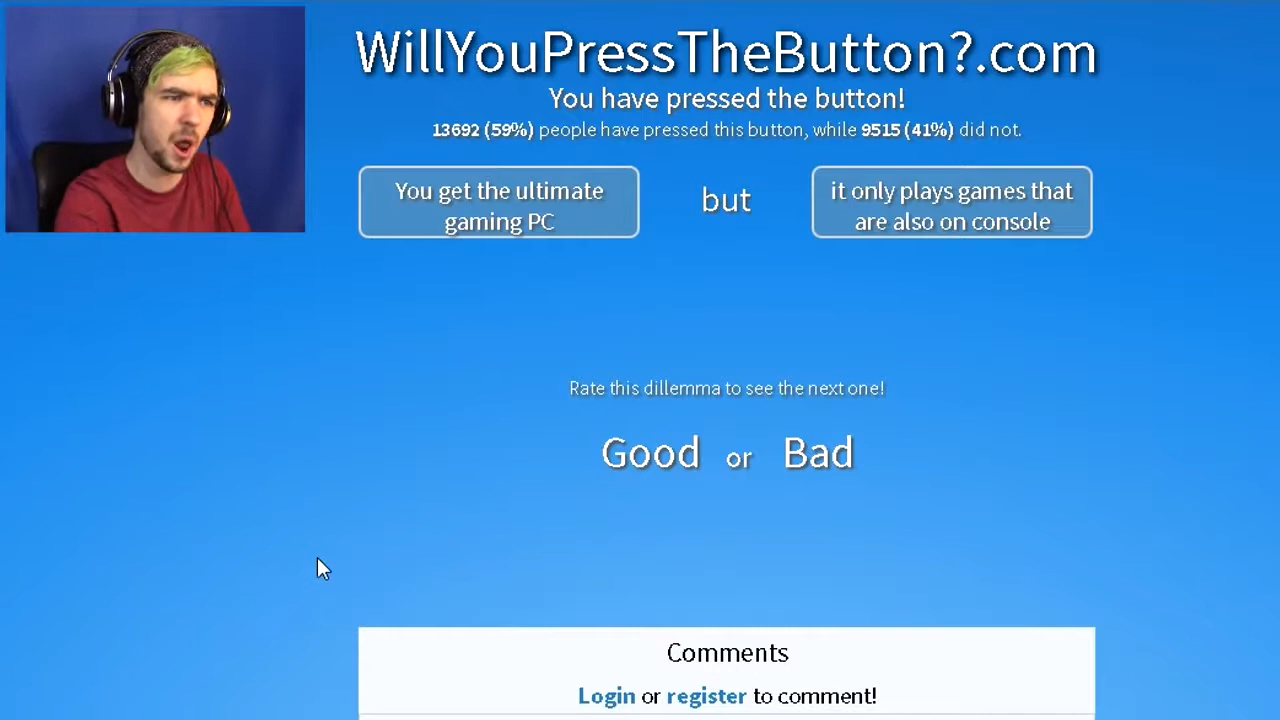 WillYouPressTheButton?.com
You have pressed the button!
13692 (59%) people have pressed this button, while 9515 (41%) did not.
You get the ultimate
gaming PC
but
it only plays games that
are also on console
Rate this dillemma to see the next one!
Good or Bad
Comments
Login or register to comment!